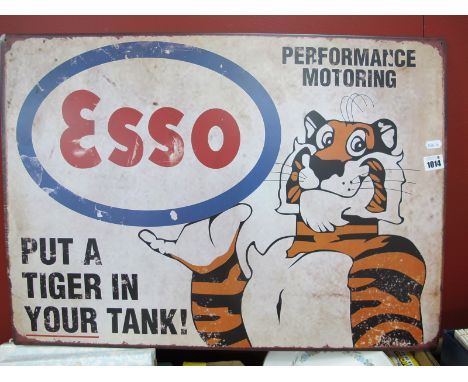 PERFORMANCE
MOTORING
Esso
1014
PUT A
TIGER IN
YOUR TANK!